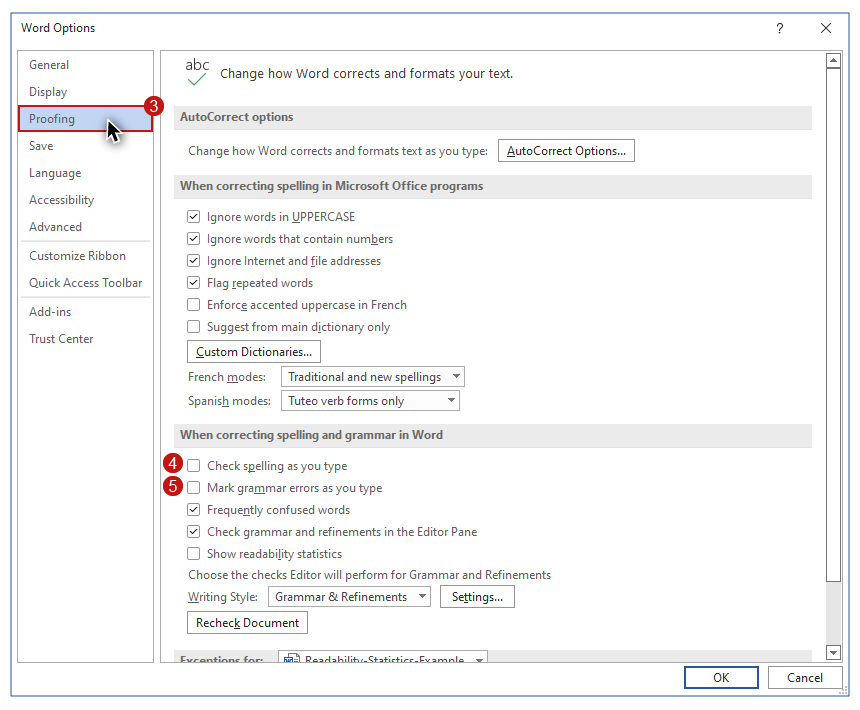 Word Options
?
General
Display
Proofing
3
Save
Language
Accessibility
Advanced
Customize Ribbon
Quick Access Toolbar
Add-ins
Trust Center
abc
Change how Word corrects and formats your text.
AutoCorrect options
Change how Word corrects and formats text as you type: AutoCorrect Options...
When correcting spelling in Microsoft Office programs
Ignore words in UPPERCASE
Ignore words that contain numbers
Ignore Internet and file addresses
Flag repeated words
Enforce accented uppercase in French
Suggest from main dictionary only
Custom Dictionaries...
French modes: Traditional and new spellings
Spanish modes: Tuteo verb forms only
When correcting spelling and grammar in Word
4 Check spelling as you type
5 Mark grammar errors as you type
Frequently confused words
Check grammar and refinements in the Editor Pane
Show readability statistics
Choose the checks Editor will perform for Grammar and Refinements
Writing Style: Grammar & Refinements Settings...
Recheck Document
Exceptions for: Readability-Statistics-Example
OK Cancel